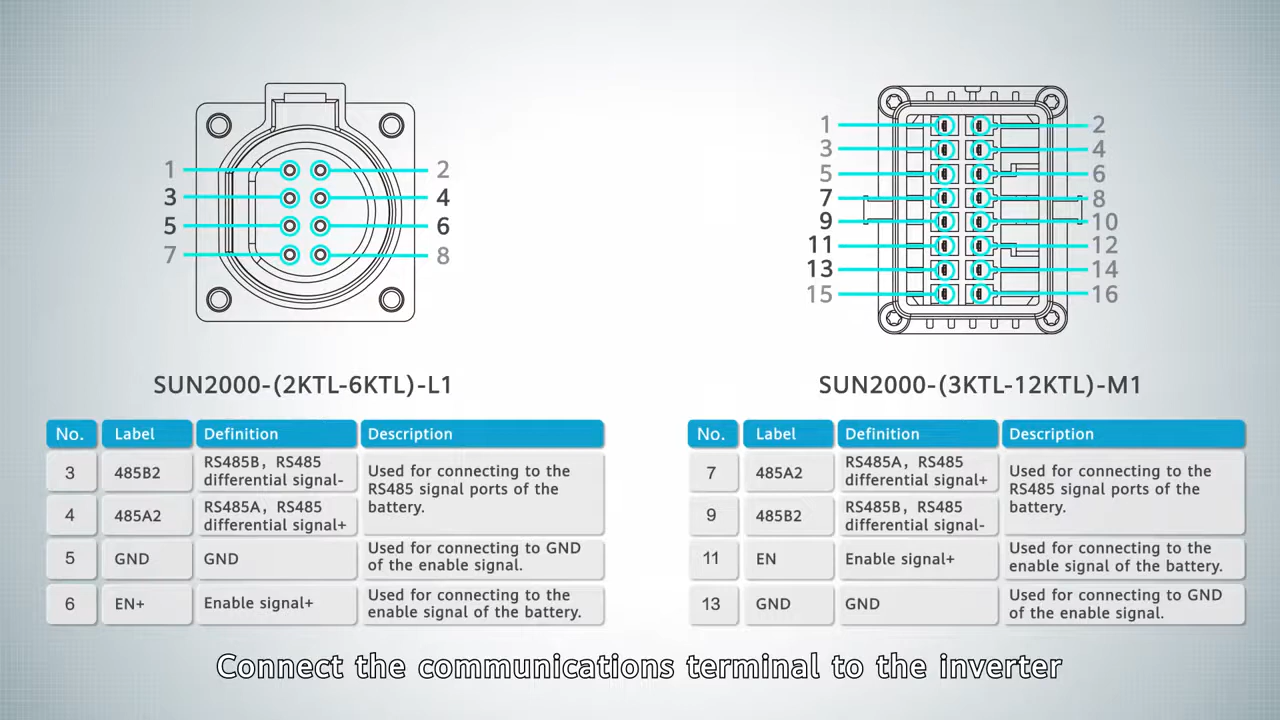 1 2
3 4
5 6
7 8
1 2
3 4
5 6
7 8
9 10
11 12
13 14
15 16
SUN2000-(2KTL-6KTL)-L1
No. Label Definition Description
3 485B2 RS485B, RS485
differential signal-
Used for connecting to the
RS485 signal ports of the
battery.
4 485A2 RS485A, RS485
differential signal+
5 GND GND Used for connecting to GND
of the enable signal.
6 EN+ Enable signal+ Used for connecting to the
enable signal of the battery.
SUN2000-(3KTL-12KTL)-M1
No. Label Definition Description
7 485A2 RS485A, RS485
differential signal+
Used for connecting to the
RS485 signal ports of the
battery.
9 485B2 RS485B, RS485
differential signal-
11 EN Enable signal+ Used for connecting to the
enable signal of the battery.
13 GND GND Used for connecting to GND
of the enable signal.
Connect the communications terminal to the inverter